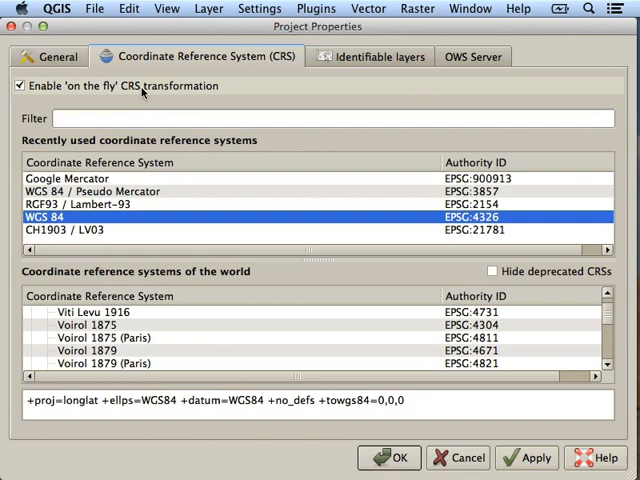 QGIS File Edit View Layer Settings Plugins Vector Raster Window Help
Project Properties
General Coordinate Reference System (CRS) Identifiable layers OWS Server
Enable 'on the fly' CRS transformation
Filter
Recently used coordinate reference systems
Coordinate Reference System Authority ID
Google Mercator EPSG:900913
WGS 84 / Pseudo Mercator EPSG:3857
RGF93 / Lambert-93 EPSG:2154
WGS 84 EPSG:4326
CH1903 / LV03 EPSG:21781
Coordinate reference systems of the world Hide deprecated CRSs
Coordinate Reference System Authority ID
Viti Levu 1916 EPSG:4731
Voirol 1875 EPSG:4304
Voirol 1875 (Paris) EPSG:4811
Voirol 1879 EPSG:4671
Voirol 1879 (Paris) EPSG:4821
+proj=longlat +ellps=WGS84 +datum=WGS84 +no_defs +towgs84=0,0,0
OK Cancel Apply Help